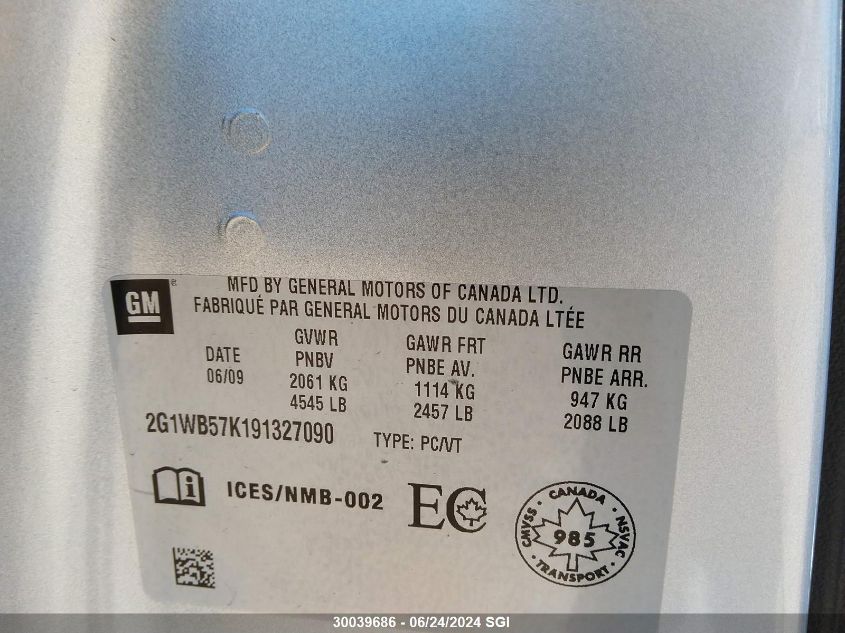 GM
MFD BY GENERAL MOTORS OF CANADA LTD.
FABRIQUÉ PAR GENERAL MOTORS DU CANADA LTÉE
DATE
06/09
GVWR
PNBV
2061 KG
4545 LB
GAWR FRT
PNBE AV.
1114 KG
2457 LB
GAWR RR
PNBE ARR.
947 KG
2088 LB
2G1WB57K191327090
TYPE: PC/VT
i ICES/NMB-002
EC
CMVSS • CANADA • NSVAC • TRANSPORT •
985
30039686 - 06/24/2024 SGI